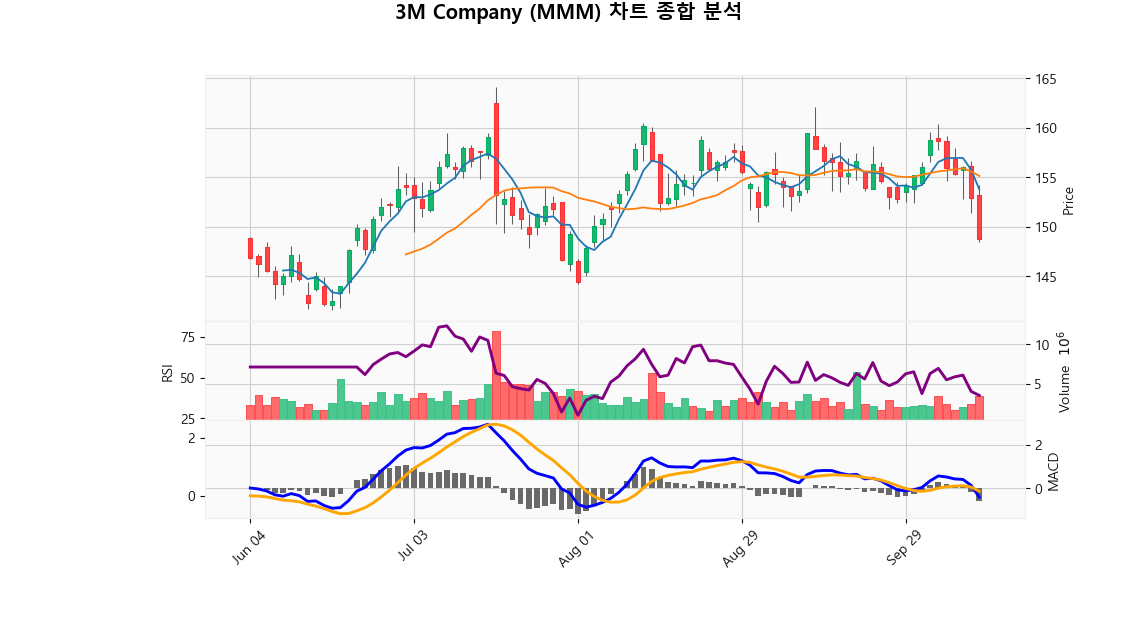 3M Company (MMM) 차트 종합 분석
165
160
155
150
145
Price
75
50
25
RSI
10
5
Volume 10^6
2
0
2
0
MACD
Jun 04
Jul 03
Aug 01
Aug 29
Sep 29